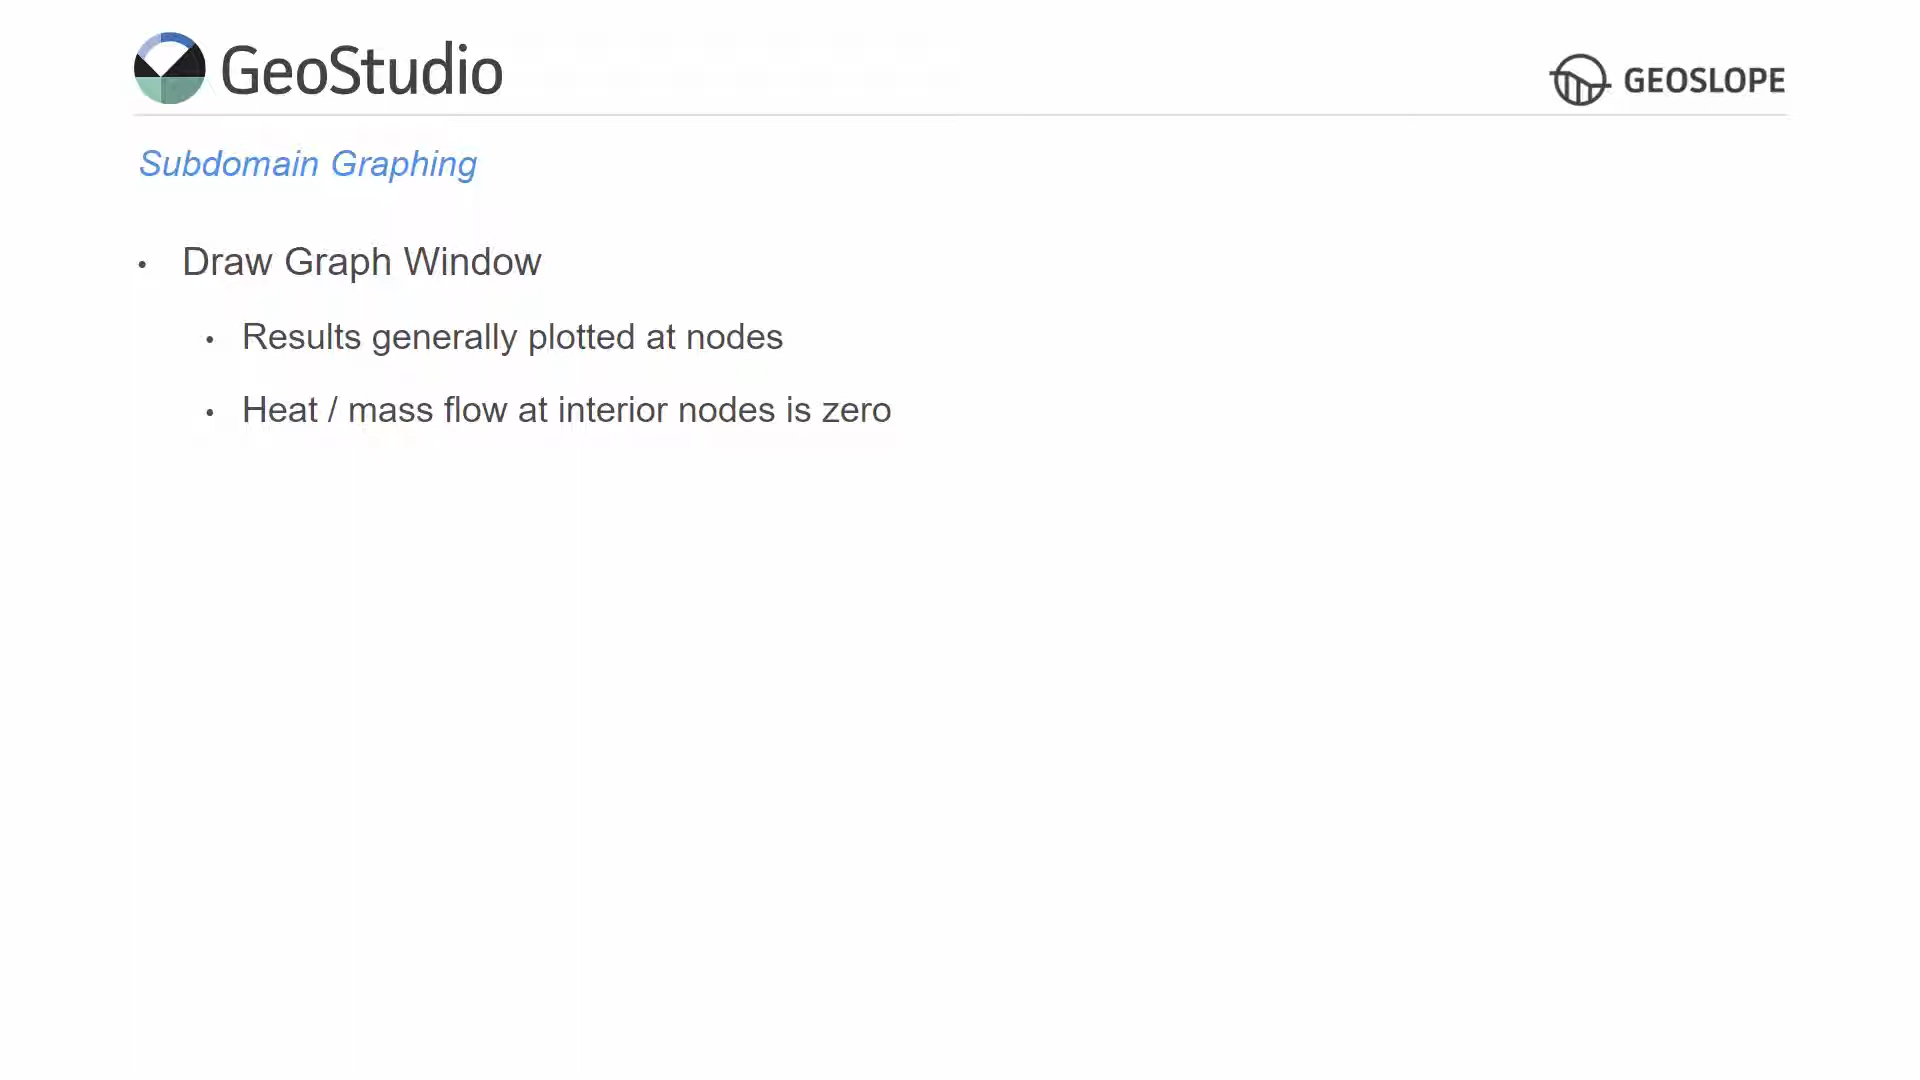 GeoStudio
GEOSLOPE
Subdomain Graphing
• Draw Graph Window
• Results generally plotted at nodes
• Heat / mass flow at interior nodes is zero